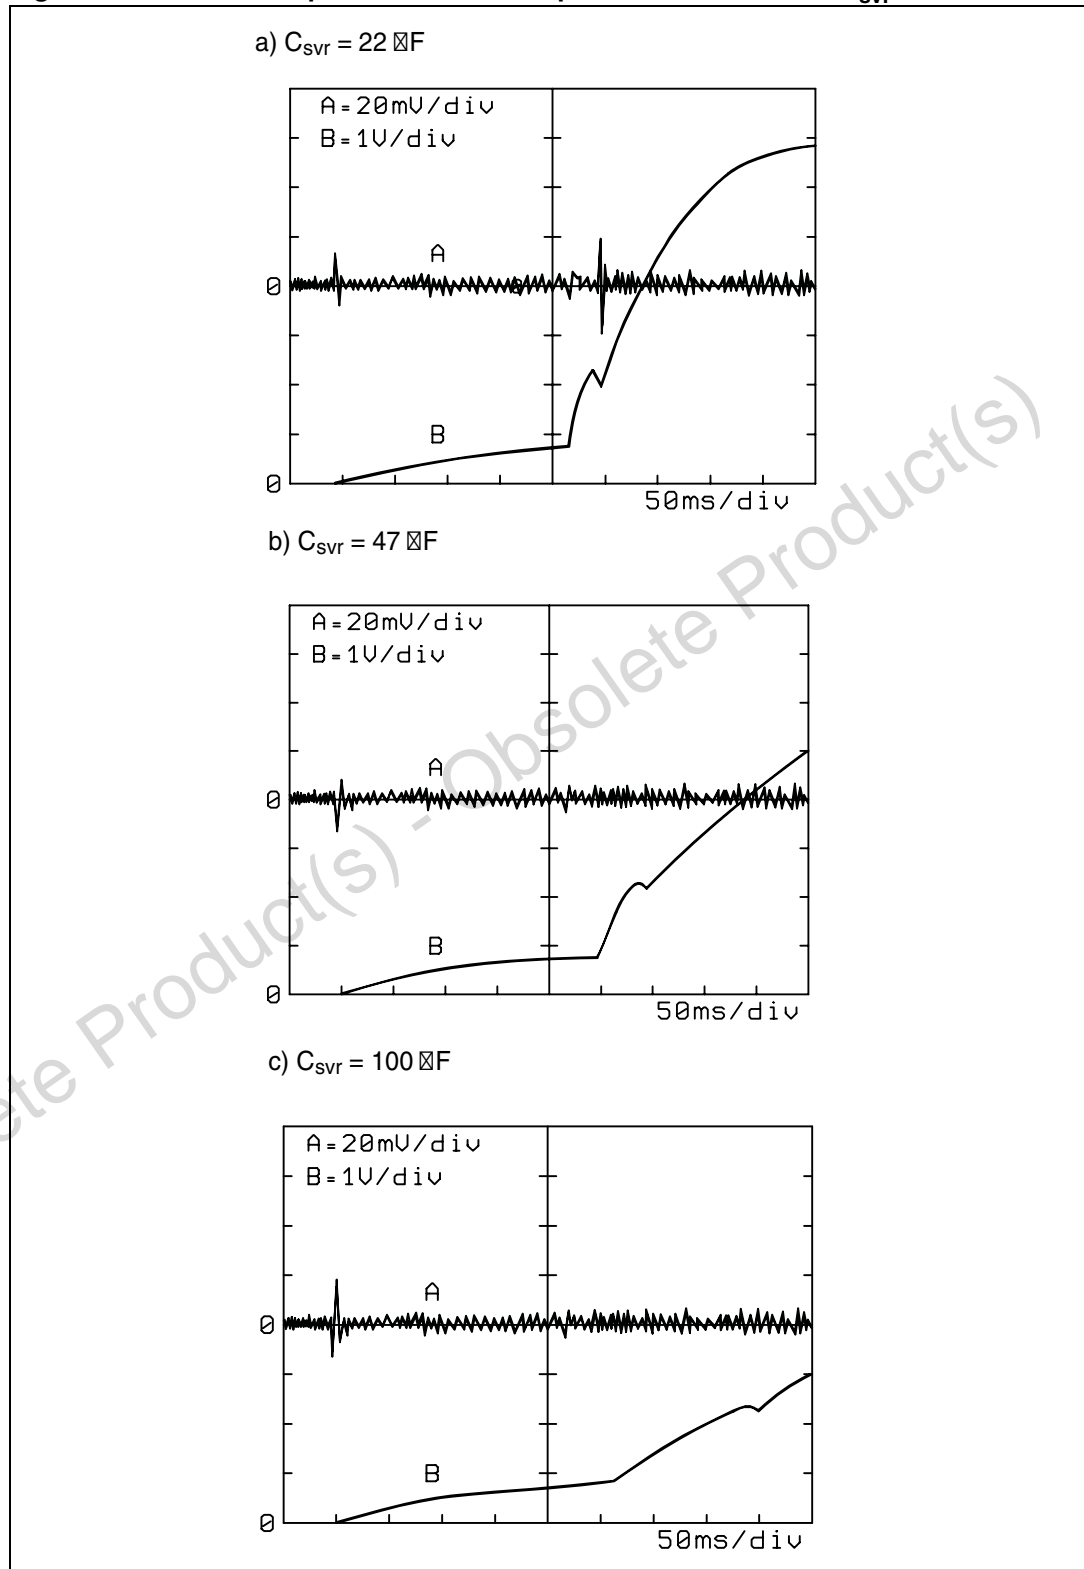 a) Csvr = 22 F
A=20mV/div
B=1V/div
A
0
B
0
50ms/div
b) Csvr = 47 F
A=20mV/div
B=1V/div
A
0
B
0
50ms/div
c) Csvr = 100 F
A=20mV/div
B=1V/div
A
0
B
0
50ms/div
Product(s) - Obsolete Product(s)